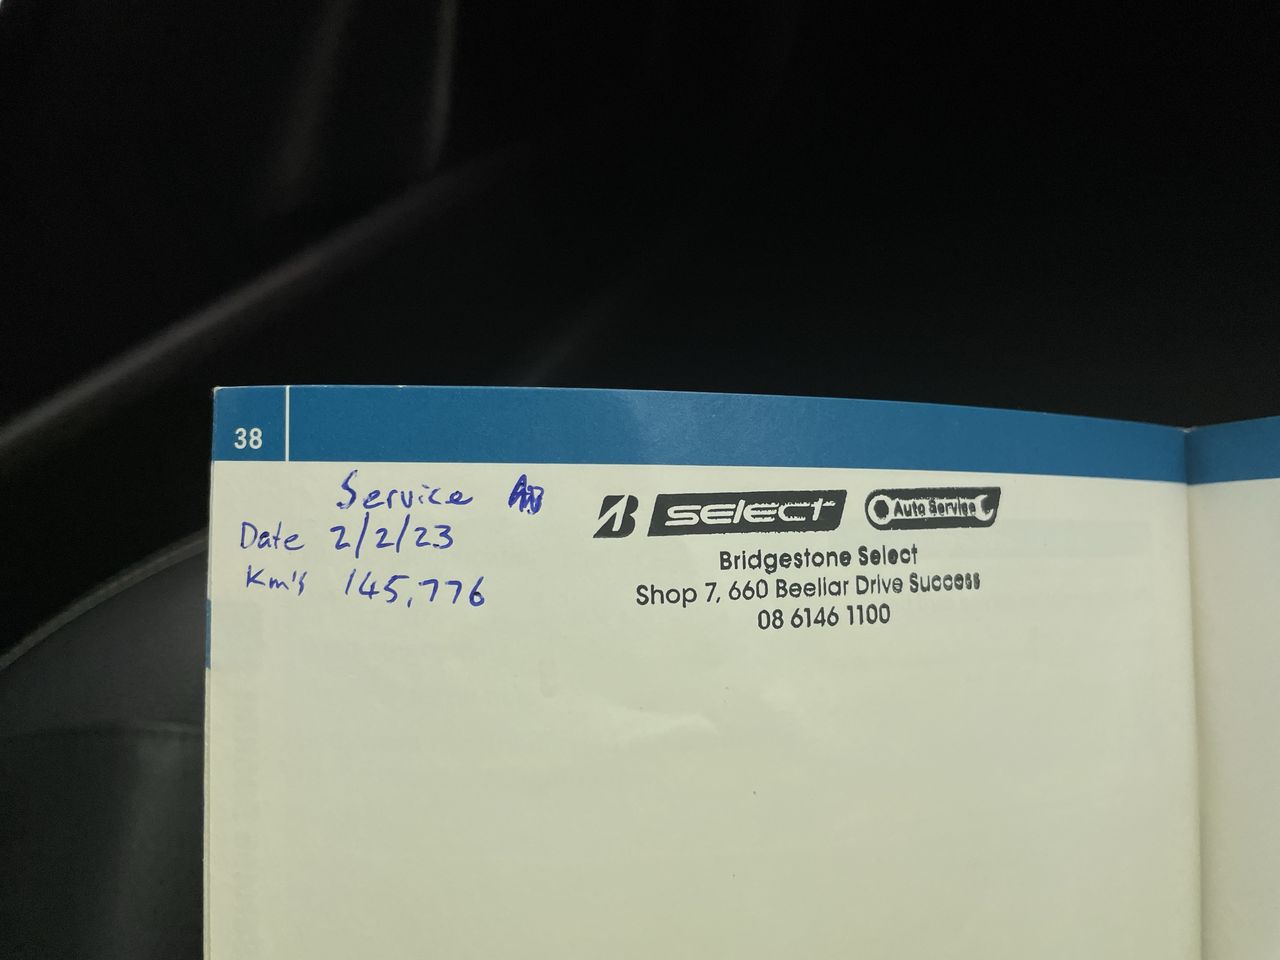 38
Service
Date 2/2/23
Km's 145,776
SELECT Auto Service
Bridgestone Select
Shop 7, 660 Beeliar Drive Success
08 6146 1100